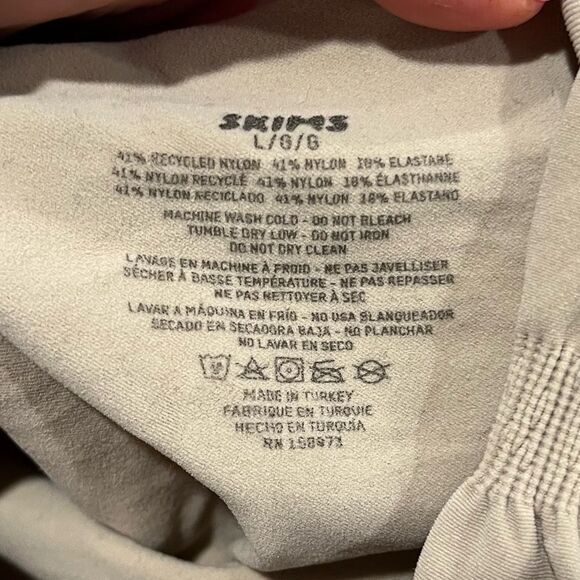 SKIMS
L/G/G
41% RECYCLED NYLON 41% NYLON 18% ELASTANE
41% NYLON RECYCLÉ 41% NYLON 18% ÉLASTHANNE
41% NYLON RECICLADO 41% NYLON 18% ELASTANO
MACHINE WASH COLD - DO NOT BLEACH
TUMBLE DRY LOW - DO NOT IRON
DO NOT DRY CLEAN
LAVAGE EN MACHINE À FROID - NE PAS JAVELLISER
SÉCHER À BASSE TEMPÉRATURE - NE PAS REPASSER
NE PAS NETTOYER À SEC
LAVAR A MÁQUINA EN FRÍO - NO USA BLANQUEADOR
SECADO EN SECADORA BAJA - NO PLANCHAR
NO LAVAR EN SECO
MADE IN TURKEY
FABRIQUE EN TURQUIE
HECHO EN TURQUÍA
RN